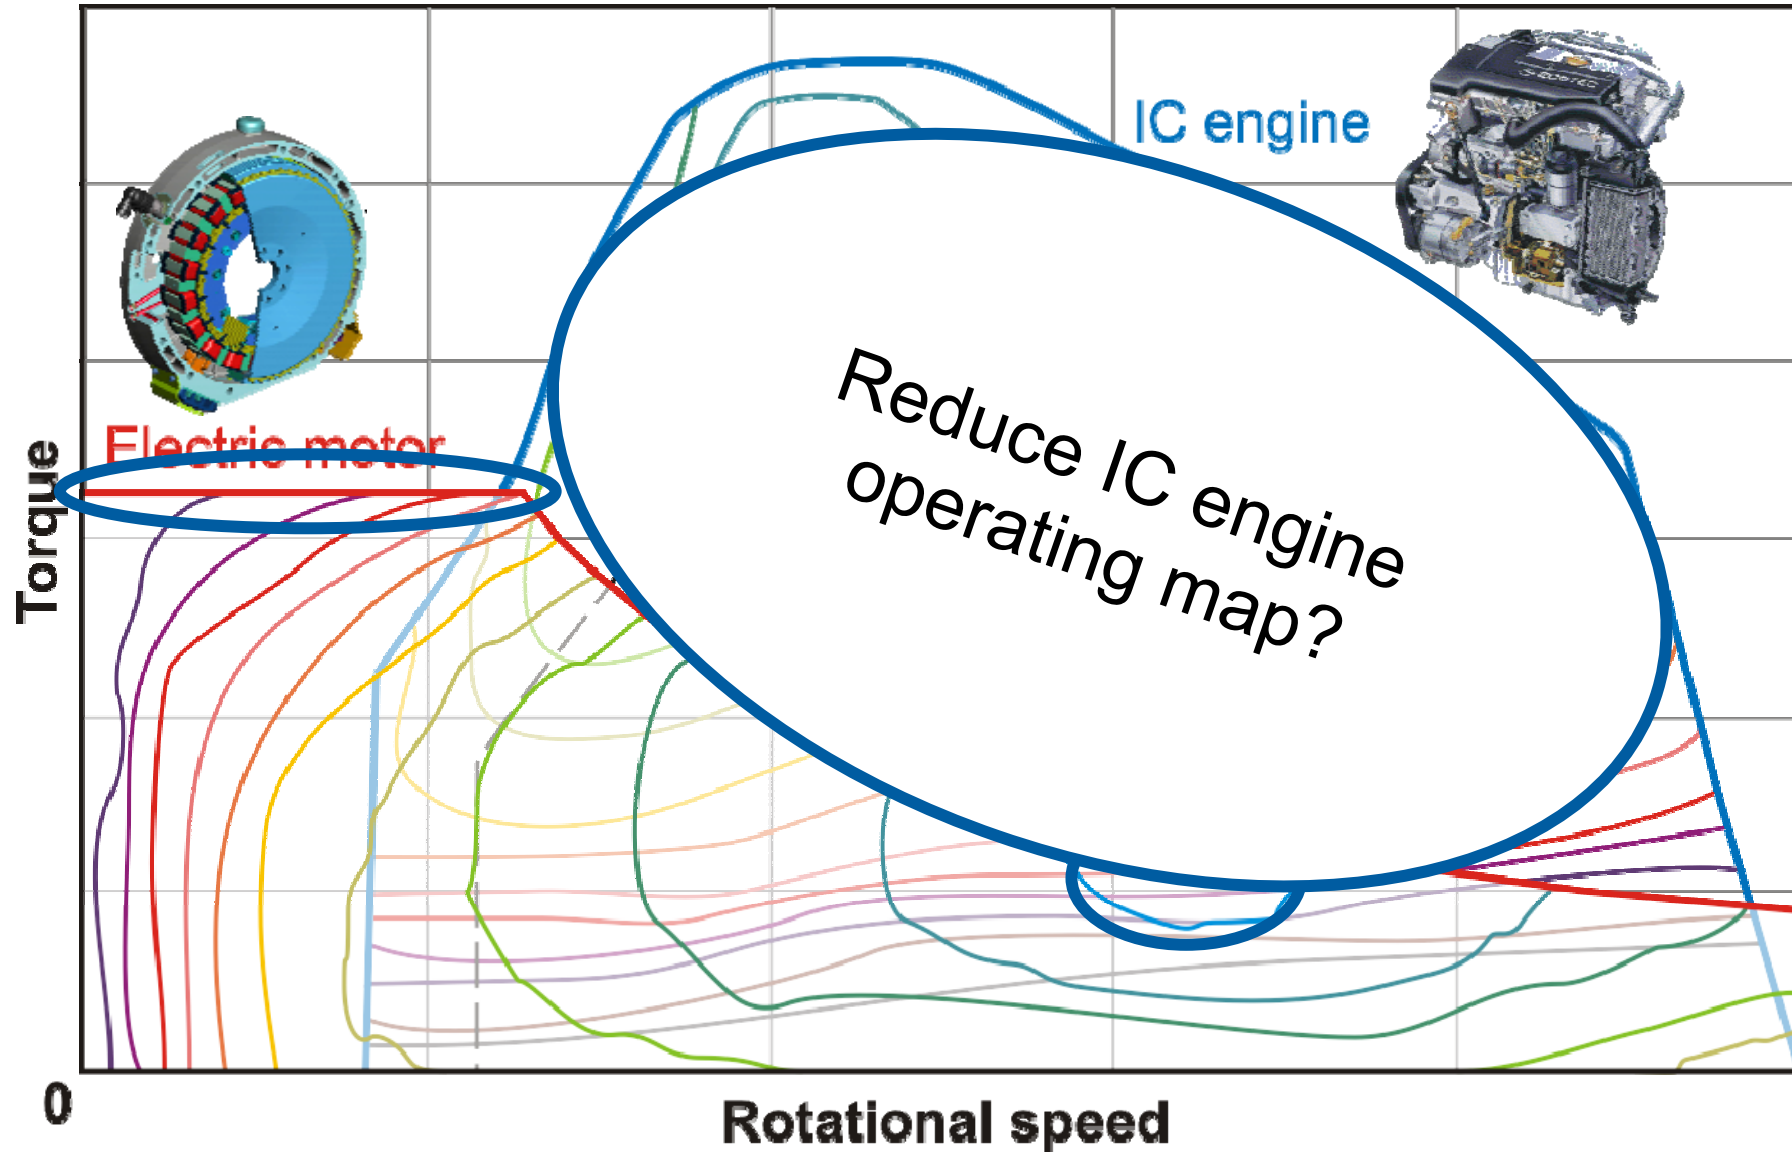 IC engine
Electric motor
Reduce IC engine
operating map?
Torque
0
Rotational speed